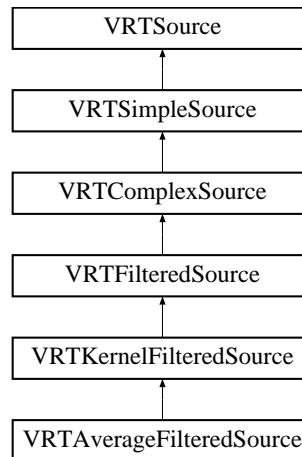 VRTSource
VRTSimpleSource
VRTComplexSource
VRTFilteredSource
VRTKernelFilteredSource
VRTAverageFilteredSource